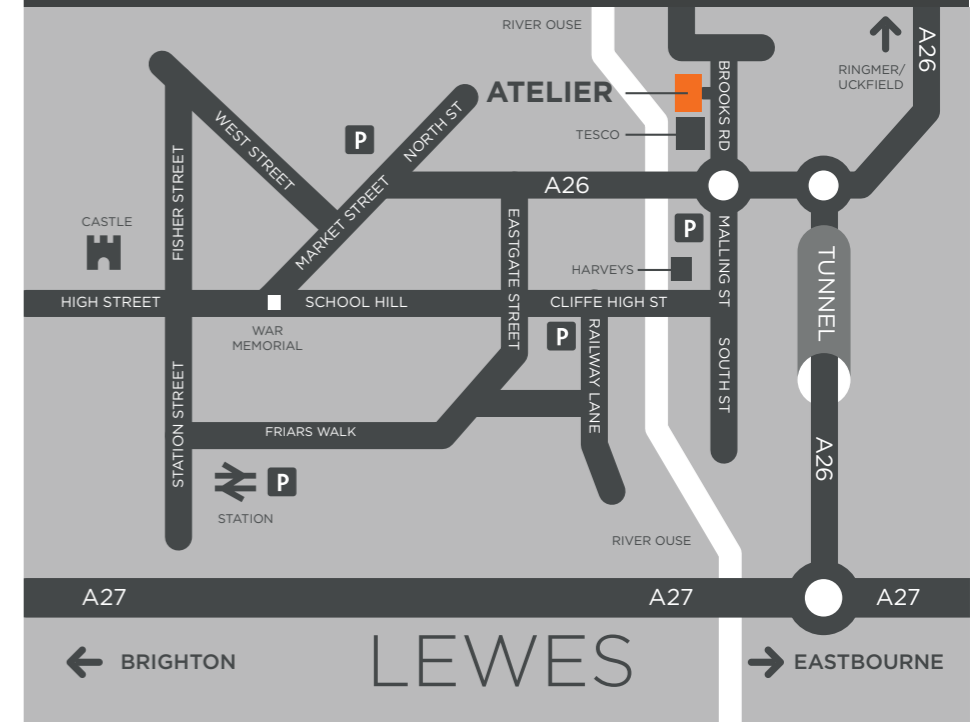 RIVER OUSE
A26
RINGMER/
UCKFIELD
ATELIER
BROOKS RD
TESCO
NORTH ST
WEST STREET
P
FISHER STREET
MARKET STREET
A26
CASTLE
EASTGATE STREET
P
MALLING ST
TUNNEL
HARVEYS
HIGH STREET
SCHOOL HILL
CLIFFE HIGH ST
WAR
MEMORIAL
P
RAILWAY LANE
SOUTH ST
STATION STREET
FRIARS WALK
A26
P
STATION
RIVER OUSE
A27
A27
A27
BRIGHTON
LEWES
EASTBOURNE